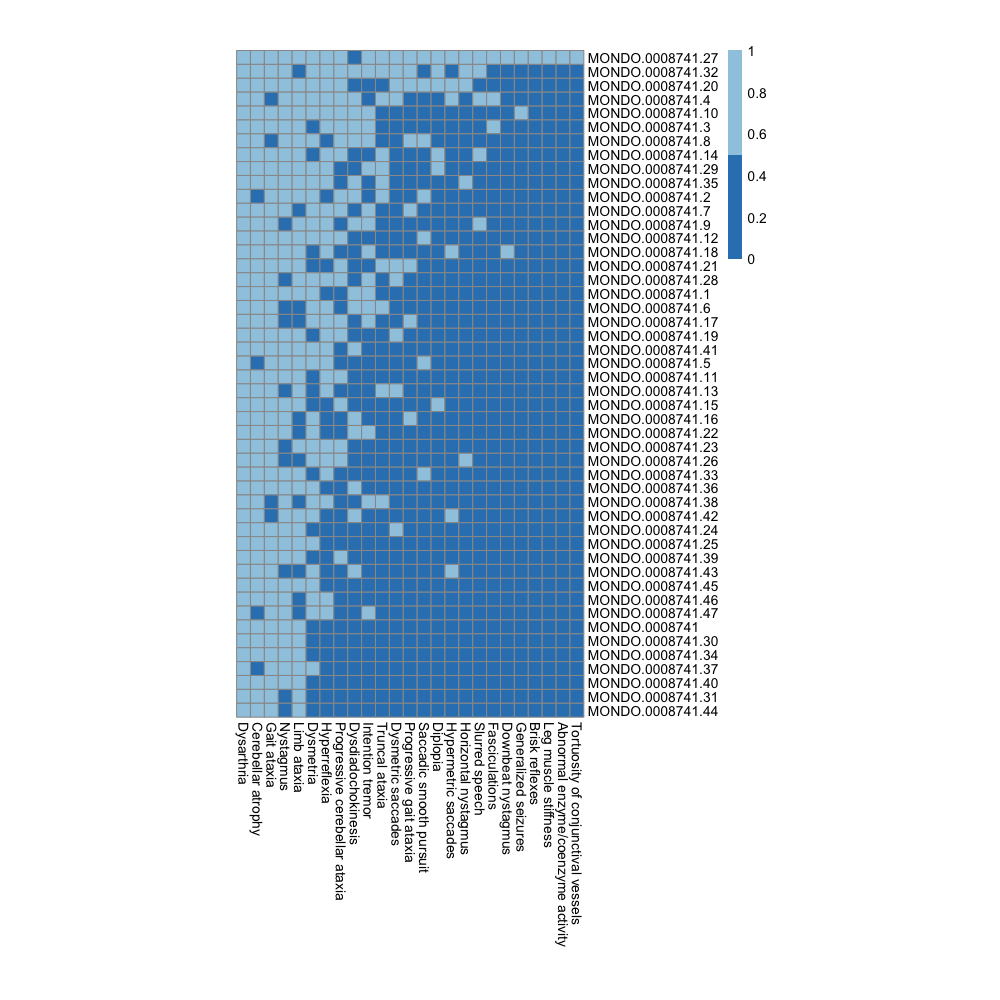 MONDO.0008741.27
MONDO.0008741.32
MONDO.0008741.20
MONDO.0008741.4
MONDO.0008741.10
MONDO.0008741.3
MONDO.0008741.8
MONDO.0008741.14
MONDO.0008741.29
MONDO.0008741.35
MONDO.0008741.2
MONDO.0008741.7
MONDO.0008741.9
MONDO.0008741.12
MONDO.0008741.18
MONDO.0008741.21
MONDO.0008741.28
MONDO.0008741.1
MONDO.0008741.6
MONDO.0008741.17
MONDO.0008741.19
MONDO.0008741.41
MONDO.0008741.5
MONDO.0008741.11
MONDO.0008741.13
MONDO.0008741.15
MONDO.0008741.16
MONDO.0008741.22
MONDO.0008741.23
MONDO.0008741.26
MONDO.0008741.33
MONDO.0008741.36
MONDO.0008741.38
MONDO.0008741.42
MONDO.0008741.24
MONDO.0008741.25
MONDO.0008741.39
MONDO.0008741.43
MONDO.0008741.45
MONDO.0008741.46
MONDO.0008741.47
MONDO.0008741
MONDO.0008741.30
MONDO.0008741.34
MONDO.0008741.37
MONDO.0008741.40
MONDO.0008741.31
MONDO.0008741.44
1
0.8
0.6
0.4
0.2
0
Dysarthria
Cerebellar atrophy
Gait ataxia
Nystagmus
Limb ataxia
Dysmetria
Hyperreflexia
Progressive cerebellar ataxia
Dysdiadochokinesis
Intention tremor
Truncal ataxia
Dysmetric saccades
Progressive gait ataxia
Saccadic smooth pursuit
Diplopia
Hypermetric saccades
Horizontal nystagmus
Slurred speech
Fasciculations
Downbeat nystagmus
Generalized seizures
Brisk reflexes
Leg muscle stiffness
Abnormal enzyme/coenzyme activity
Tortuosity of conjunctival vessels